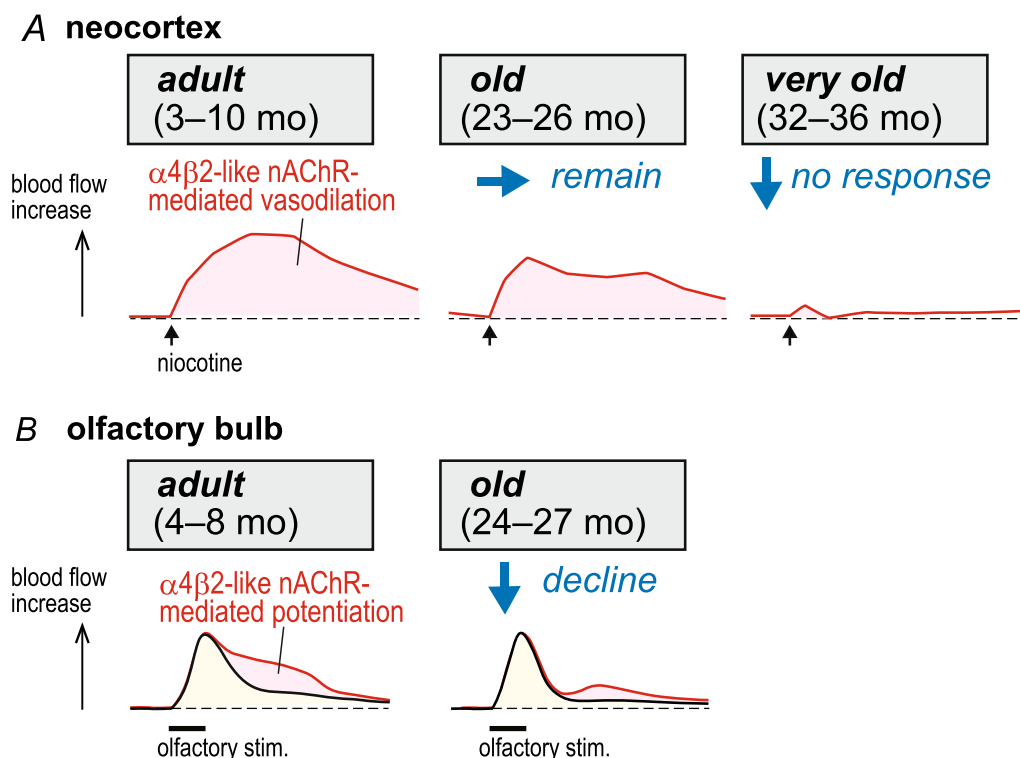 A neocortex
adult
(3–10 mo)
old
(23–26 mo)
very old
(32–36 mo)
blood flow
increase
α4β2-like nAChR-
mediated vasodilation
remain
no response
niocotine
B olfactory bulb
adult
(4–8 mo)
old
(24–27 mo)
blood flow
increase
α4β2-like nAChR-
mediated potentiation
decline
olfactory stim.
olfactory stim.